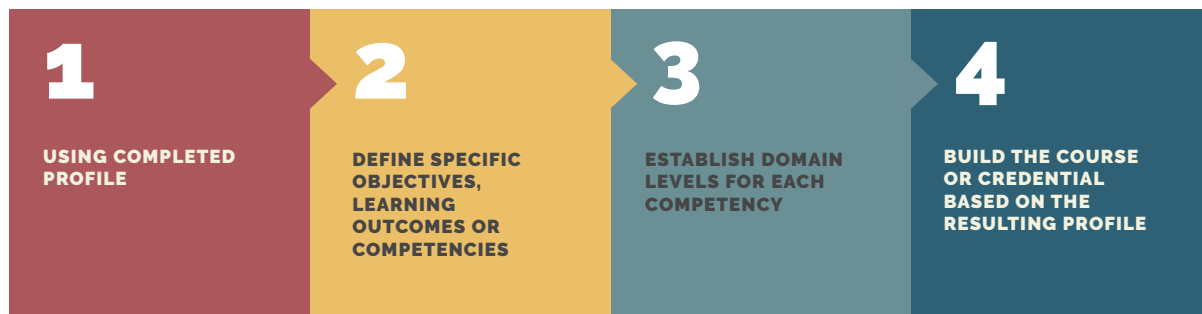 1
USING COMPLETED
PROFILE
2
DEFINE SPECIFIC
OBJECTIVES,
LEARNING
OUTCOMES OR
COMPETENCIES
3
ESTABLISH DOMAIN
LEVELS FOR EACH
COMPETENCY
4
BUILD THE COURSE
OR CREDENTIAL
BASED ON THE
RESULTING PROFILE